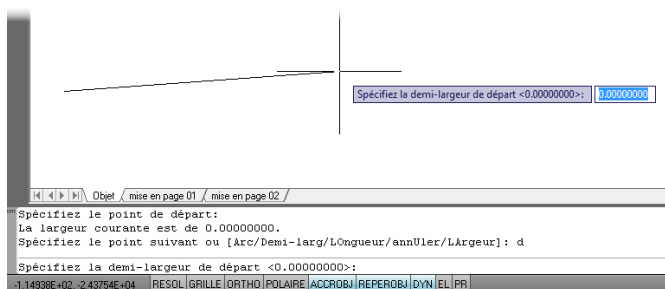 Spécifiez la demi-largeur de départ <0.00000000>: 0.00000000
Objet / mise en page 01 / mise en page 02 /
Spécifiez le point de départ:
La largeur courante est de 0.00000000.
Spécifiez le point suivant ou [Arc/Demi-larg/LOngueur/annUler/LArgeur]: d
Spécifiez la demi-largeur de départ <0.00000000>:
-1.14938E+02, -2.43754E+04 RESOL GRILLE ORTHO POLAIRE ACCROBJ REPEROBJ DYN EL PR